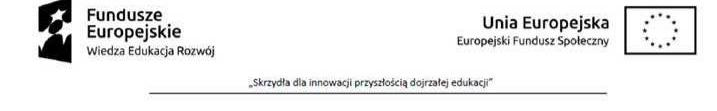 Fundusze
Europejskie
Wiedza Edukacja Rozwój
Unia Europejska
Europejski Fundusz Społeczny
„Skrzydła dla innowacji przyszłością dojrzałej edukacji”